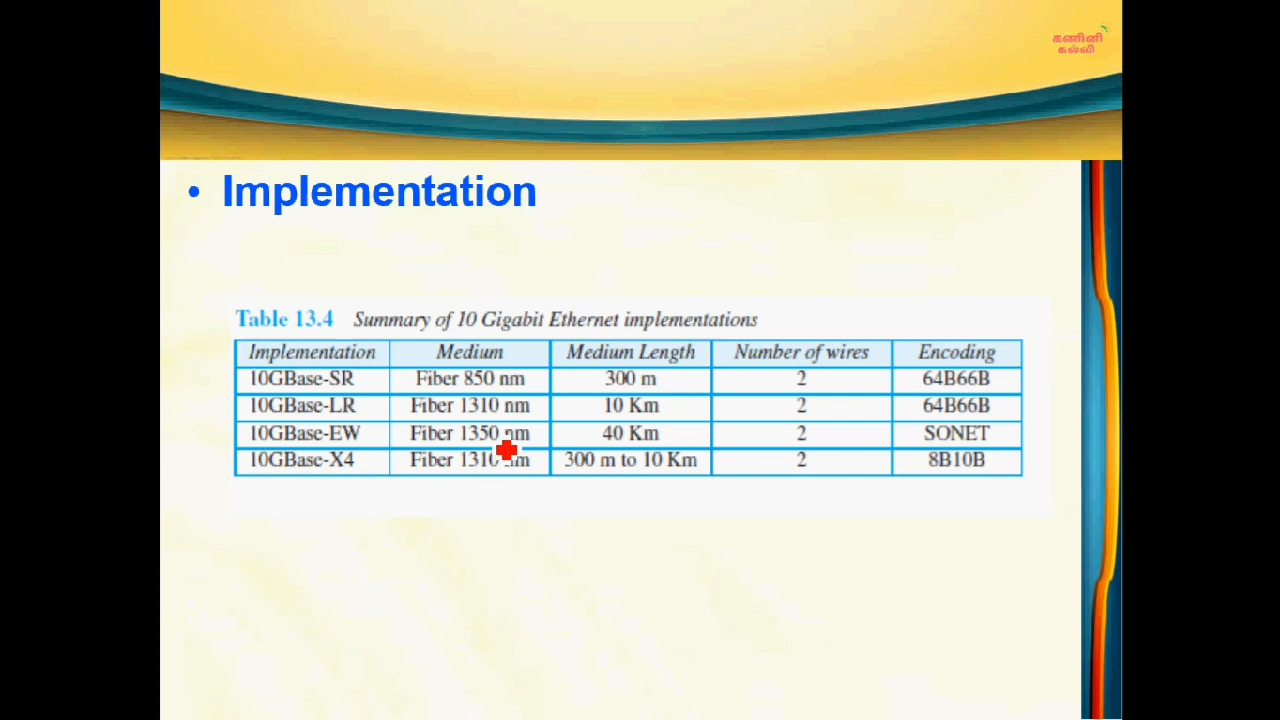 கணினி
கல்வி
• Implementation
Table 13.4 Summary of 10 Gigabit Ethernet implementations
Implementation Medium Medium Length Number of wires Encoding
10GBase-SR Fiber 850 nm 300 m 2 64B66B
10GBase-LR Fiber 1310 nm 10 Km 2 64B66B
10GBase-EW Fiber 1350 nm 40 Km 2 SONET
10GBase-X4 Fiber 1310 nm 300 m to 10 Km 2 8B10B